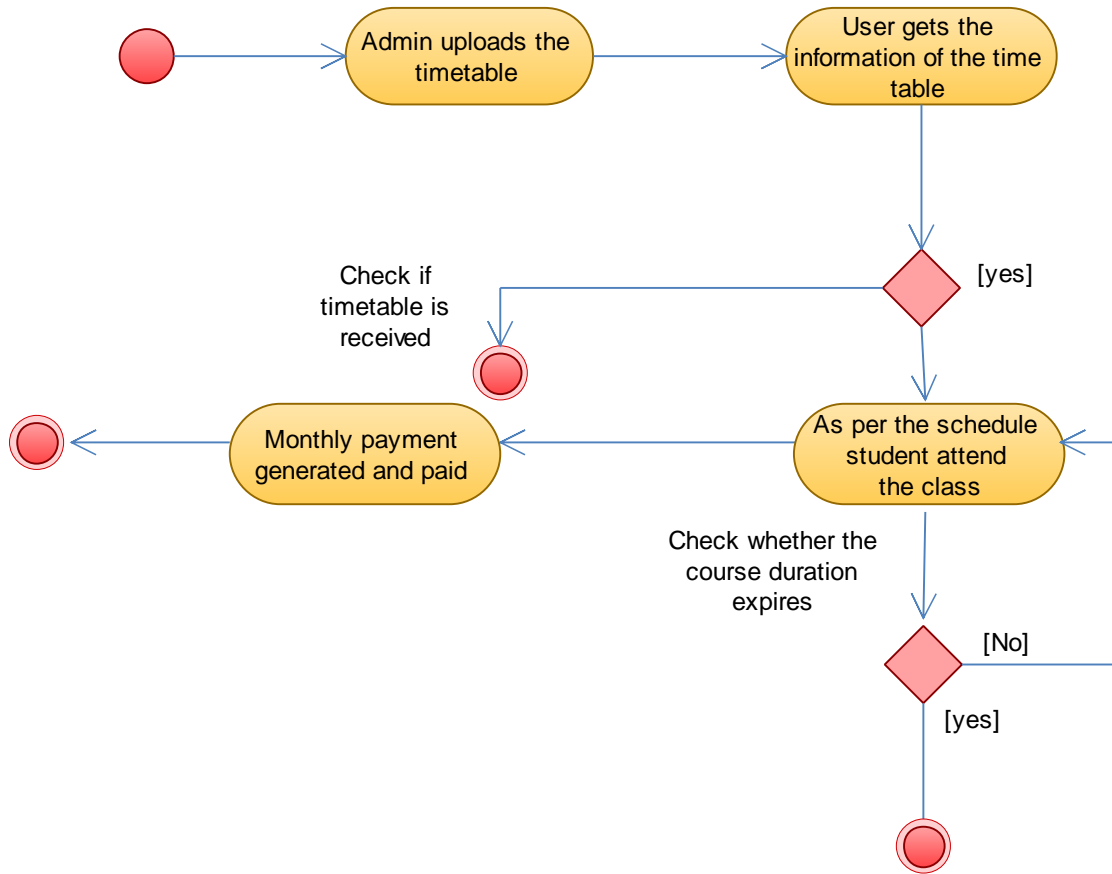 Admin uploads the
timetable
User gets the
information of the time
table
[yes]
Check if
timetable is
received
Monthly payment
generated and paid
As per the schedule
student attend
the class
Check whether the
course duration
expires
[No]
[yes]